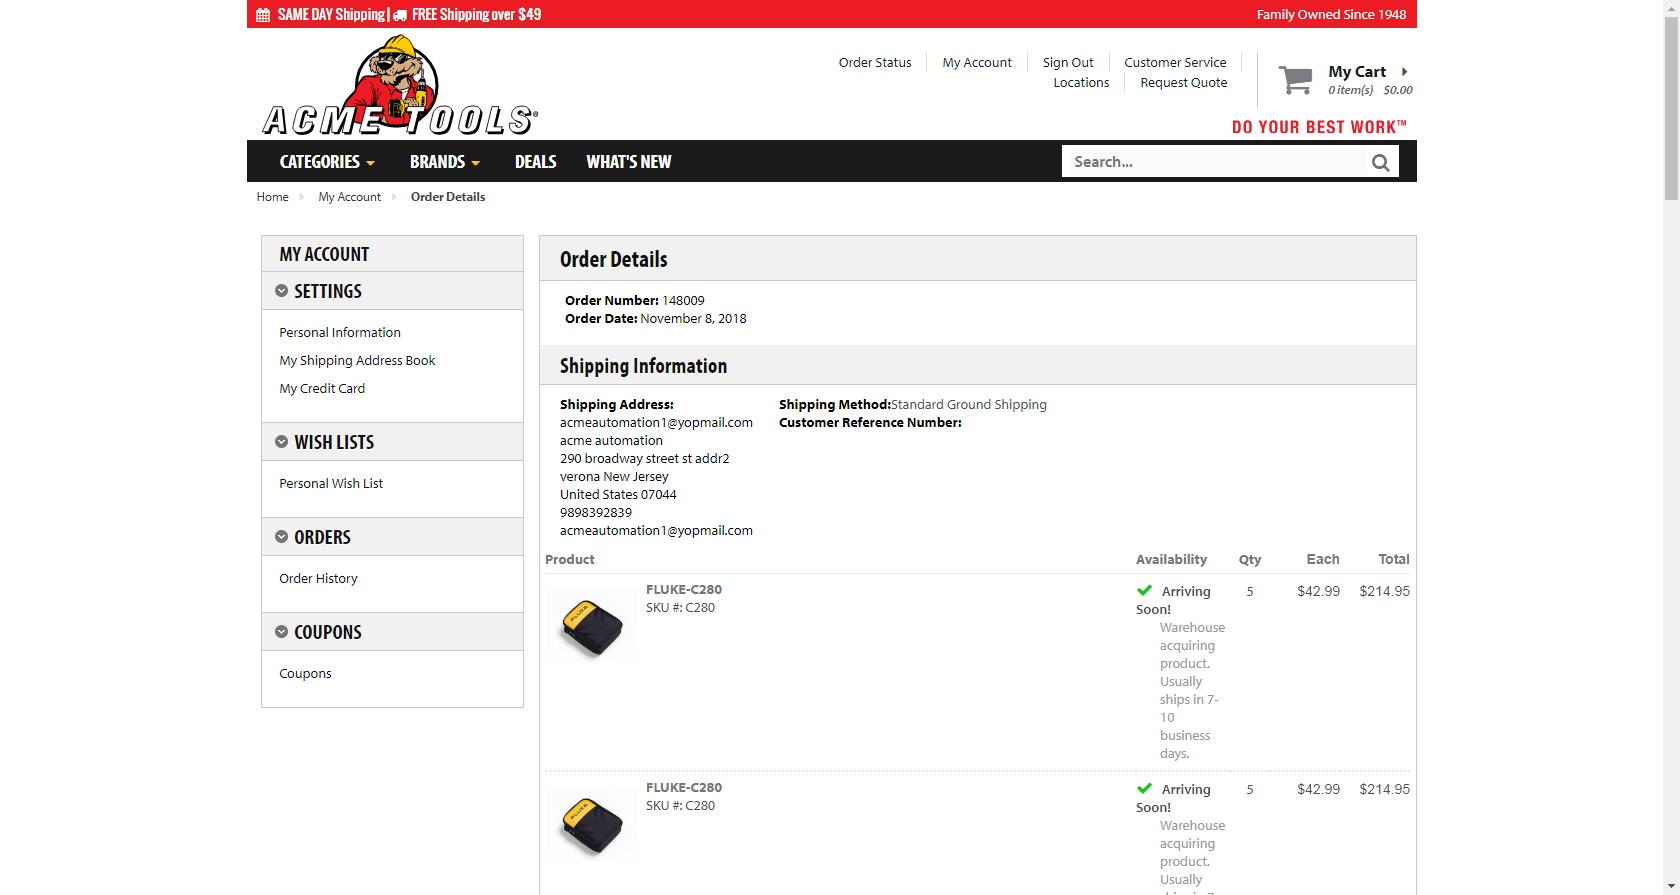 SAME DAY Shipping | FREE Shipping over $49
Family Owned Since 1948
ACME TOOLS®
Order Status
My Account
Sign Out
Customer Service
Locations
Request Quote
My Cart
0 item(s) $0.00
DO YOUR BEST WORK™
CATEGORIES
BRANDS
DEALS
WHAT'S NEW
Search...
Home
My Account
Order Details
MY ACCOUNT
SETTINGS
Personal Information
My Shipping Address Book
My Credit Card
WISH LISTS
Personal Wish List
ORDERS
Order History
COUPONS
Coupons
Order Details
Order Number: 148009
Order Date: November 8, 2018
Shipping Information
Shipping Address:
acmeautomation1@yopmail.com
acme automation
290 broadway street st addr2
verona New Jersey
United States 07044
9898392839
acmeautomation1@yopmail.com
Shipping Method:Standard Ground Shipping
Customer Reference Number:
Product Availability Qty Each Total
FLUKE
FLUKE-C280
SKU #: C280
Arriving
Soon!
Warehouse
acquiring
product.
Usually
ships in 7-
10
business
days.
5 $42.99 $214.95
FLUKE
FLUKE-C280
SKU #: C280
Arriving
Soon!
Warehouse
acquiring
product.
Usually
5 $42.99 $214.95